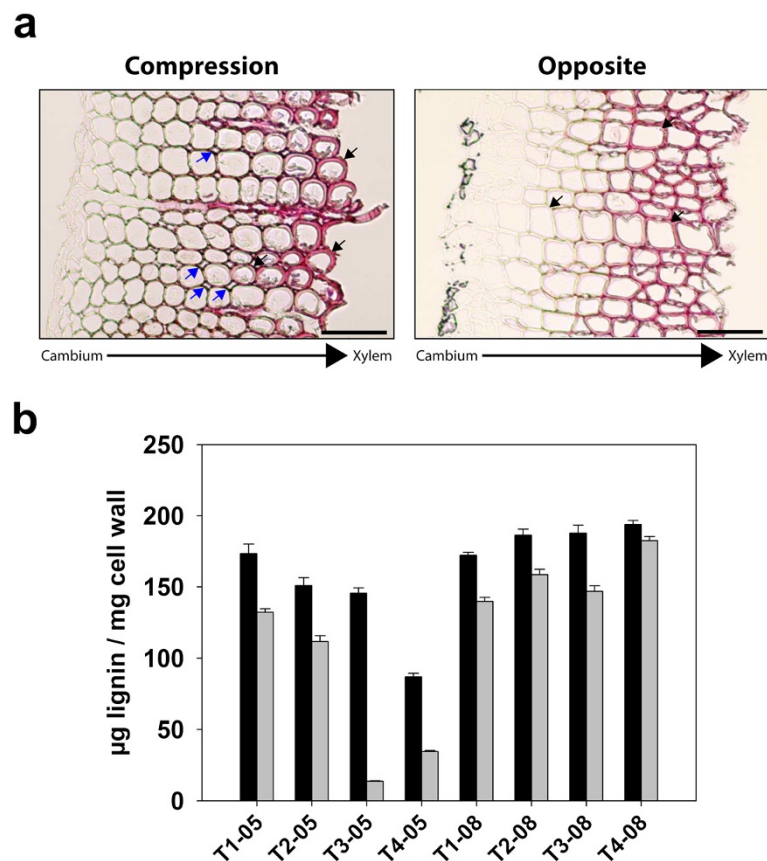 a
Compression
Opposite
Cambium
Xylem
Cambium
Xylem
b
µg lignin / mg cell wall
250
200
150
100
50
0
T1-05
T2-05
T3-05
T4-05
T1-08
T2-08
T3-08
T4-08